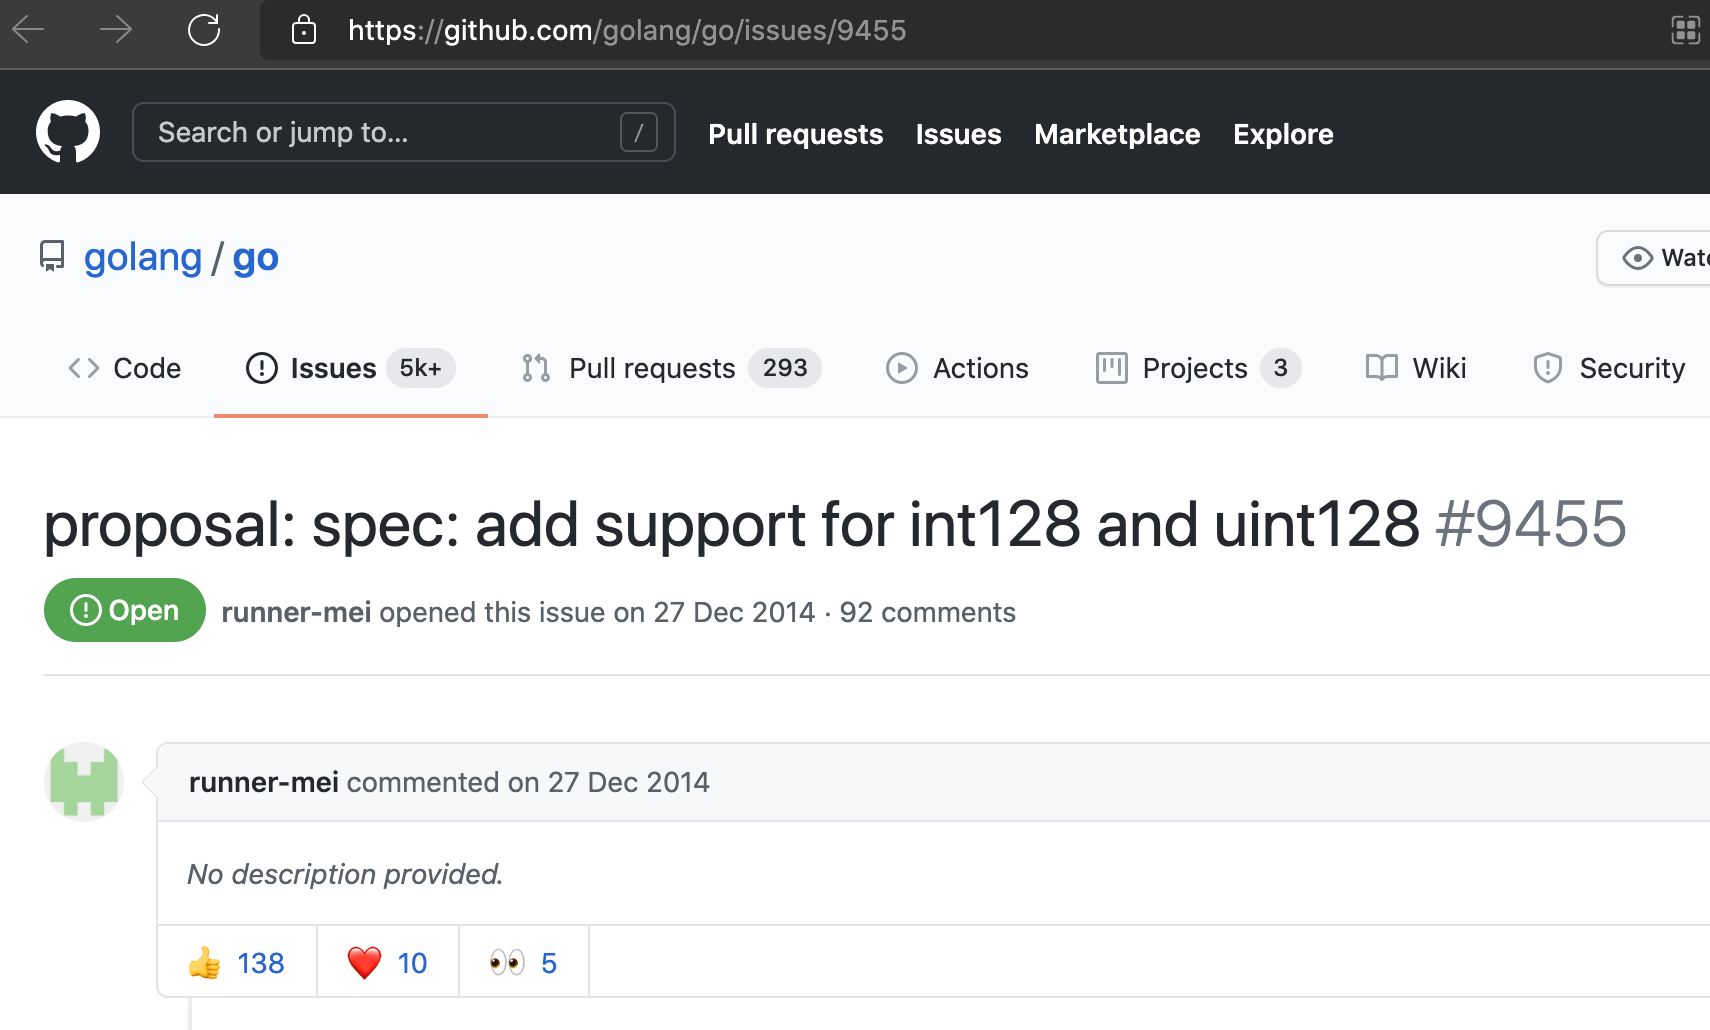 https://github.com/golang/go/issues/9455
Search or jump to... /
Pull requests Issues Marketplace Explore
golang / go
Code Issues 5k+ Pull requests 293 Actions Projects 3 Wiki Security
proposal: spec: add support for int128 and uint128 #9455
Open runner-mei opened this issue on 27 Dec 2014 · 92 comments
runner-mei commented on 27 Dec 2014
No description provided.
👍 138 ❤️ 10 👀 5